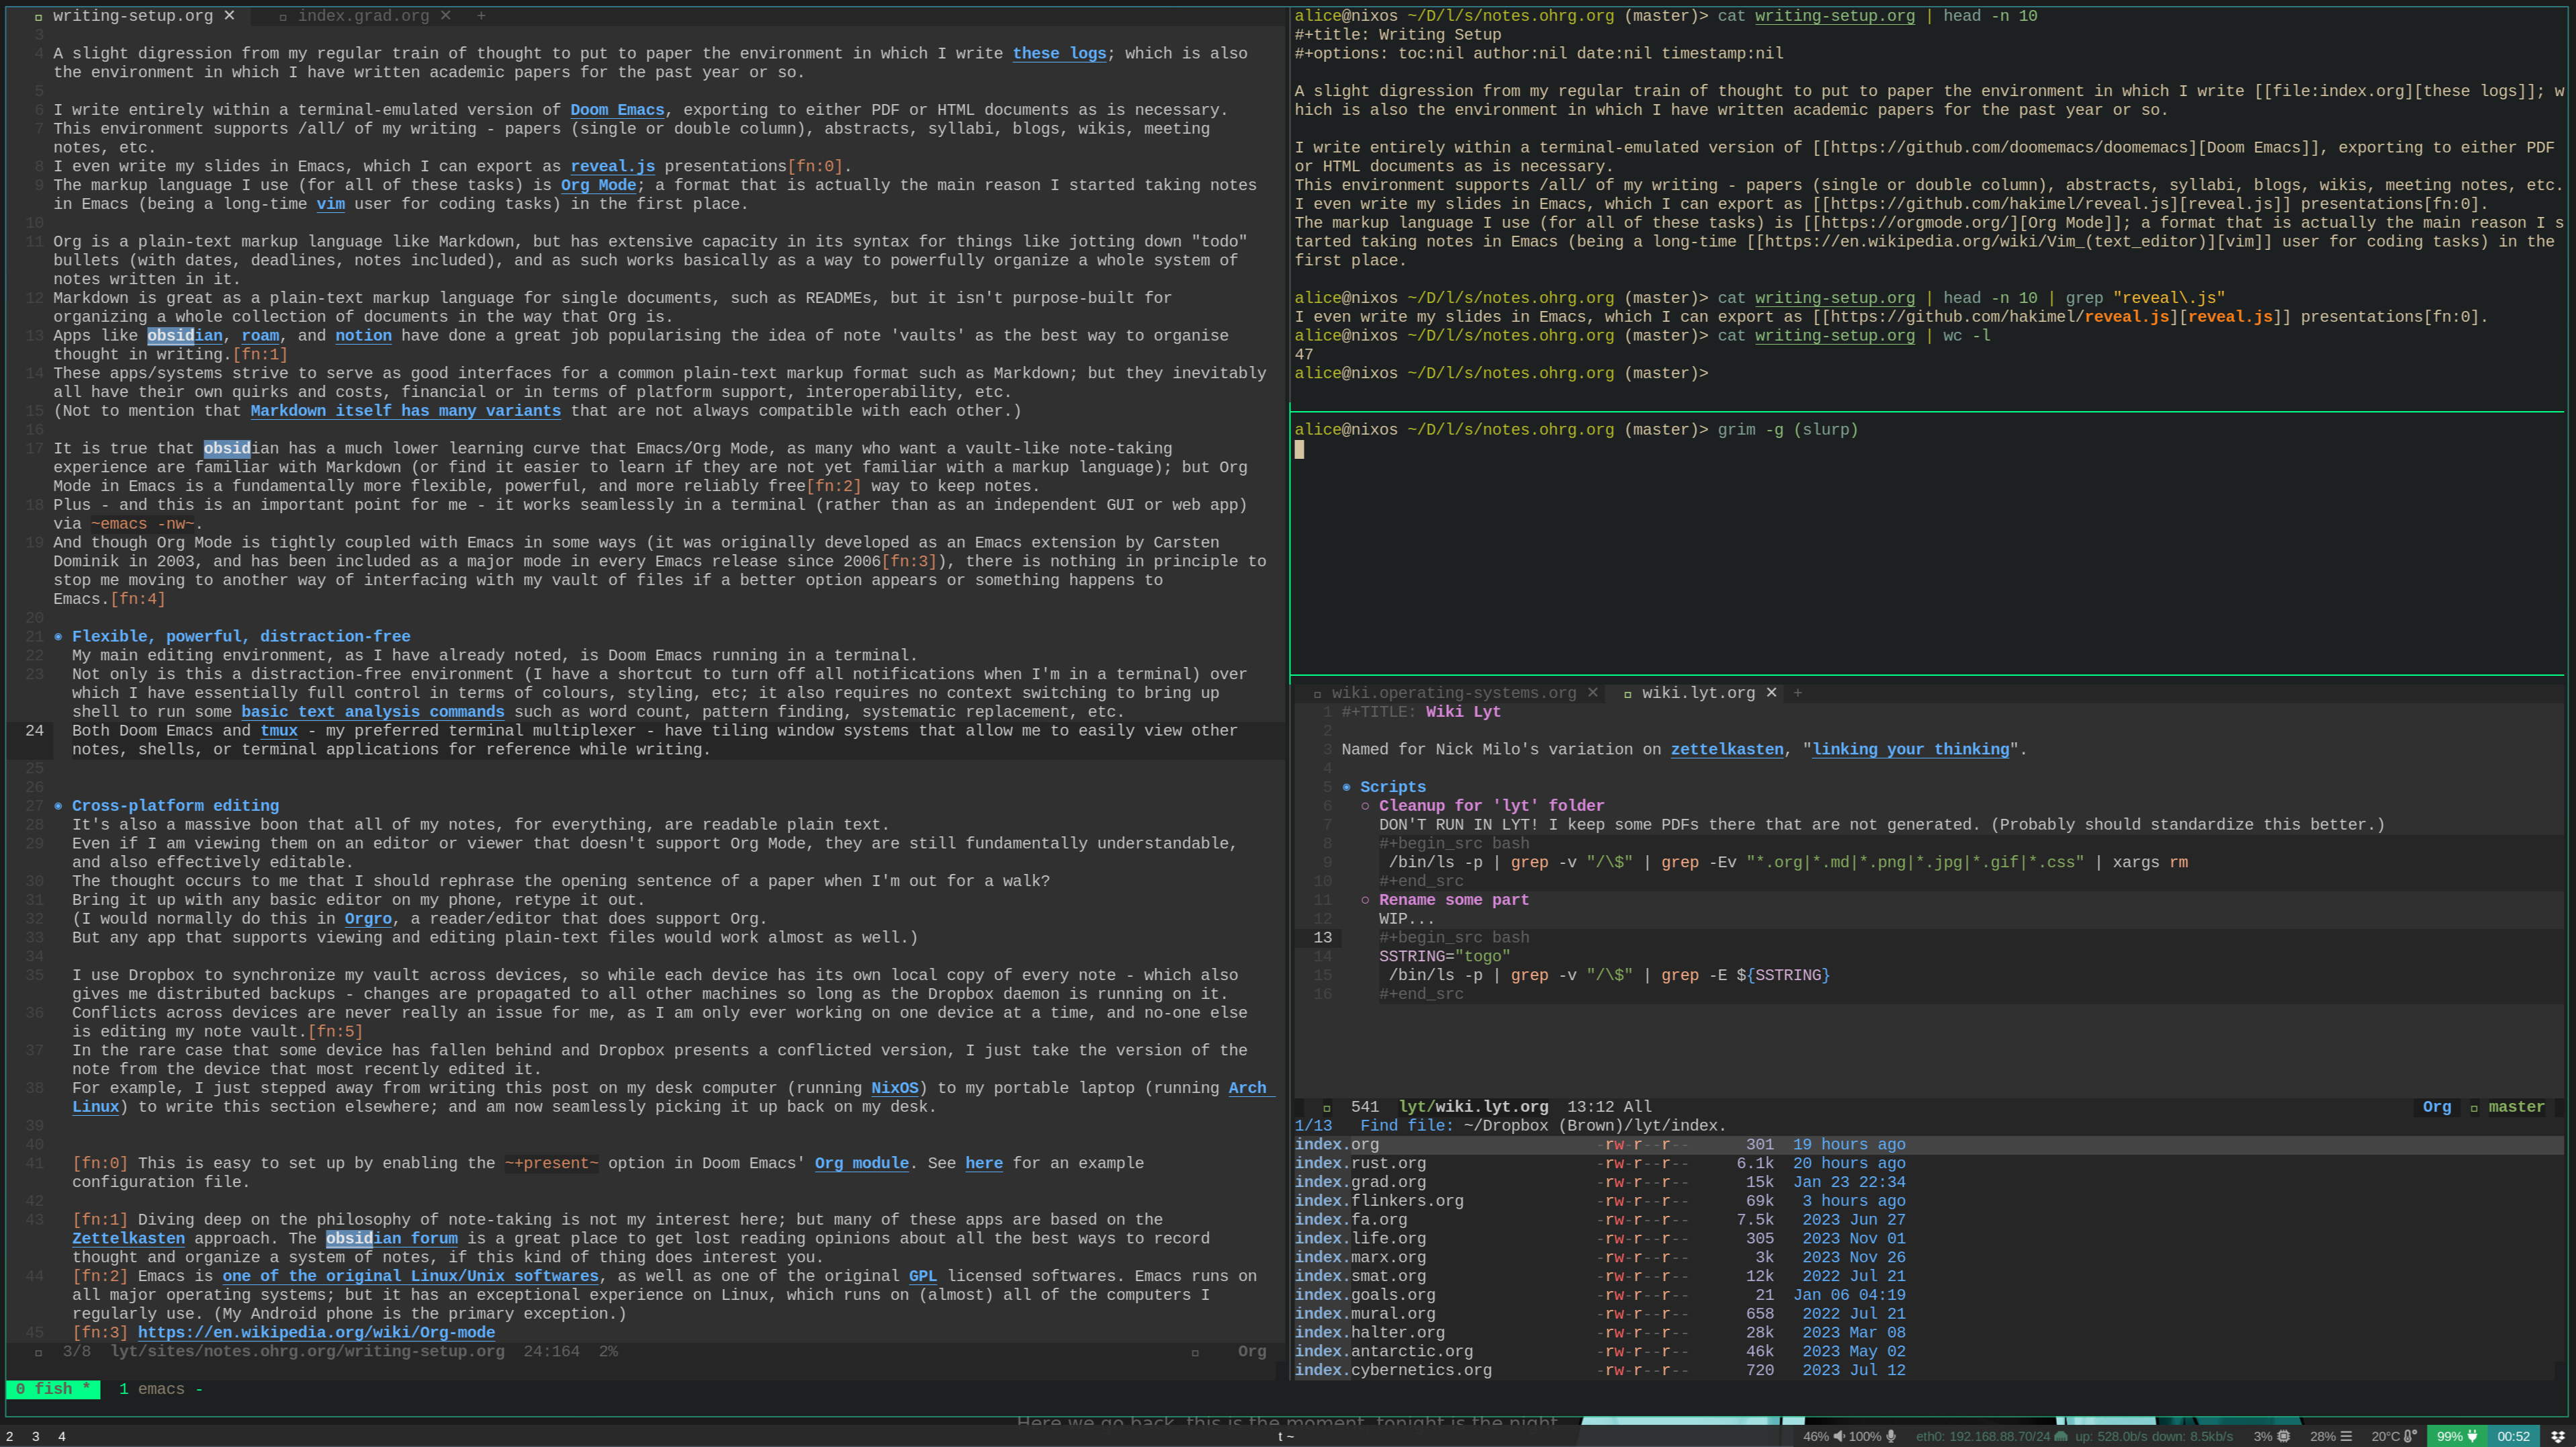 writing-setup.org ✕ index.grad.org ✕ +
3
4 A slight digression from my regular train of thought to put to paper the environment in which I write these logs; which is also
the environment in which I have written academic papers for the past year or so.
5
6 I write entirely within a terminal-emulated version of Doom Emacs, exporting to either PDF or HTML documents as is necessary.
7 This environment supports /all/ of my writing - papers (single or double column), abstracts, syllabi, blogs, wikis, meeting
notes, etc.
8 I even write my slides in Emacs, which I can export as reveal.js presentations[fn:0].
9 The markup language I use (for all of these tasks) is Org Mode; a format that is actually the main reason I started taking notes
in Emacs (being a long-time vim user for coding tasks) in the first place.
10
11 Org is a plain-text markup language like Markdown, but has extensive capacity in its syntax for things like jotting down "todo"
bullets (with dates, deadlines, notes included), and as such works basically as a way to powerfully organize a whole system of
notes written in it.
12 Markdown is great as a plain-text markup language for single documents, such as READMEs, but it isn't purpose-built for
organizing a whole collection of documents in the way that Org is.
13 Apps like obsidian, roam, and notion have done a great job popularising the idea of note 'vaults' as the best way to organise
thought in writing.[fn:1]
14 These apps/systems strive to serve as good interfaces for a common plain-text markup format such as Markdown; but they inevitably
all have their own quirks and costs, financial or in terms of platform support, interoperability, etc.
15 (Not to mention that Markdown itself has many variants that are not always compatible with each other.)
16
17 It is true that obsidian has a much lower learning curve that Emacs/Org Mode, as many who want a vault-like note-taking
experience are familiar with Markdown (or find it easier to learn if they are not yet familiar with a markup language); but Org
Mode in Emacs is a fundamentally more flexible, powerful, and more reliably free[fn:2] way to keep notes.
18 Plus - and this is an important point for me - it works seamlessly in a terminal (rather than as an independent GUI or web app)
via ~emacs -nw~.
19 And though Org Mode is tightly coupled with Emacs in some ways (it was originally developed as an Emacs extension by Carsten
Dominik in 2003, and has been included as a major mode in every Emacs release since 2006[fn:3]), there is nothing in principle to
stop me moving to another way of interfacing with my vault of files if a better option appears or something happens to
Emacs.[fn:4]
20
21 ◉ Flexible, powerful, distraction-free
22 My main editing environment, as I have already noted, is Doom Emacs running in a terminal.
23 Not only is this a distraction-free environment (I have a shortcut to turn off all notifications when I'm in a terminal) over
which I have essentially full control in terms of colours, styling, etc; it also requires no context switching to bring up
shell to run some basic text analysis commands such as word count, pattern finding, systematic replacement, etc.
24 Both Doom Emacs and tmux - my preferred terminal multiplexer - have tiling window systems that allow me to easily view other
notes, shells, or terminal applications for reference while writing.
25
26
27 ◉ Cross-platform editing
28 It's also a massive boon that all of my notes, for everything, are readable plain text.
29 Even if I am viewing them on an editor or viewer that doesn't support Org Mode, they are still fundamentally understandable,
and also effectively editable.
30 The thought occurs to me that I should rephrase the opening sentence of a paper when I'm out for a walk?
31 Bring it up with any basic editor on my phone, retype it out.
32 (I would normally do this in Orgro, a reader/editor that does support Org.
33 But any app that supports viewing and editing plain-text files would work almost as well.)
34
35 I use Dropbox to synchronize my vault across devices, so while each device has its own local copy of every note - which also
gives me distributed backups - changes are propagated to all other machines so long as the Dropbox daemon is running on it.
36 Conflicts across devices are never really an issue for me, as I am only ever working on one device at a time, and no-one else
is editing my note vault.[fn:5]
37 In the rare case that some device has fallen behind and Dropbox presents a conflicted version, I just take the version of the
note from the device that most recently edited it.
38 For example, I just stepped away from writing this post on my desk computer (running NixOS) to my portable laptop (running Arch
Linux) to write this section elsewhere; and am now seamlessly picking it up back on my desk.
39
40
41 [fn:0] This is easy to set up by enabling the ~+present~ option in Doom Emacs' Org module. See here for an example
configuration file.
42
43 [fn:1] Diving deep on the philosophy of note-taking is not my interest here; but many of these apps are based on the
Zettelkasten approach. The obsidian forum is a great place to get lost reading opinions about all the best ways to record
thought and organize a system of notes, if this kind of thing does interest you.
44 [fn:2] Emacs is one of the original Linux/Unix softwares, as well as one of the original GPL licensed softwares. Emacs runs on
all major operating systems; but it has an exceptional experience on Linux, which runs on (almost) all of the computers I
regularly use. (My Android phone is the primary exception.)
45 [fn:3] https://en.wikipedia.org/wiki/Org-mode
3/8 lyt/sites/notes.ohrg.org/writing-setup.org 24:164 2% Org
0 fish * 1 emacs -
alice@nixos ~/D/l/s/notes.ohrg.org (master)> cat writing-setup.org | head -n 10
#+title: Writing Setup
#+options: toc:nil author:nil date:nil timestamp:nil
A slight digression from my regular train of thought to put to paper the environment in which I write [[file:index.org][these logs]]; w
hich is also the environment in which I have written academic papers for the past year or so.
I write entirely within a terminal-emulated version of [[https://github.com/doomemacs/doomemacs][Doom Emacs]], exporting to either PDF
or HTML documents as is necessary.
This environment supports /all/ of my writing - papers (single or double column), abstracts, syllabi, blogs, wikis, meeting notes, etc.
I even write my slides in Emacs, which I can export as [[https://github.com/hakimel/reveal.js][reveal.js]] presentations[fn:0].
The markup language I use (for all of these tasks) is [[https://orgmode.org/][Org Mode]]; a format that is actually the main reason I s
tarted taking notes in Emacs (being a long-time [[https://en.wikipedia.org/wiki/Vim_(text_editor)][vim]] user for coding tasks) in the
first place.
alice@nixos ~/D/l/s/notes.ohrg.org (master)> cat writing-setup.org | head -n 10 | grep "reveal\.js"
I even write my slides in Emacs, which I can export as [[https://github.com/hakimel/reveal.js][reveal.js]] presentations[fn:0].
alice@nixos ~/D/l/s/notes.ohrg.org (master)> cat writing-setup.org | wc -l
47
alice@nixos ~/D/l/s/notes.ohrg.org (master)>
alice@nixos ~/D/l/s/notes.ohrg.org (master)> grim -g (slurp)
wiki.operating-systems.org ✕ wiki.lyt.org ✕ +
1 #+TITLE: Wiki Lyt
2
3 Named for Nick Milo's variation on zettelkasten, "linking your thinking".
4
5 ◉ Scripts
6 ○ Cleanup for 'lyt' folder
7 DON'T RUN IN LYT! I keep some PDFs there that are not generated. (Probably should standardize this better.)
8 #+begin_src bash
9 /bin/ls -p | grep -v "/\$" | grep -Ev "*.org|*.md|*.png|*.jpg|*.gif|*.css" | xargs rm
10 #+end_src
11 ○ Rename some part
12 WIP...
13 #+begin_src bash
14 SSTRING="togo"
15 /bin/ls -p | grep -v "/\$" | grep -E ${SSTRING}
16 #+end_src
541 lyt/wiki.lyt.org 13:12 All Org master
1/13 Find file: ~/Dropbox (Brown)/lyt/index.
index.org -rw-r--r-- 301 19 hours ago
index.rust.org -rw-r--r-- 6.1k 20 hours ago
index.grad.org -rw-r--r-- 15k Jan 23 22:34
index.flinkers.org -rw-r--r-- 69k 3 hours ago
index.fa.org -rw-r--r-- 7.5k 2023 Jun 27
index.life.org -rw-r--r-- 305 2023 Nov 01
index.marx.org -rw-r--r-- 3k 2023 Nov 26
index.smat.org -rw-r--r-- 12k 2022 Jul 21
index.goals.org -rw-r--r-- 21 Jan 06 04:19
index.mural.org -rw-r--r-- 658 2022 Jul 21
index.halter.org -rw-r--r-- 28k 2023 Mar 08
index.antarctic.org -rw-r--r-- 46k 2023 May 02
index.cybernetics.org -rw-r--r-- 720 2023 Jul 12
Here we go back, this is the moment, tonight is the night
2 3 4 t ~ 46% 100% eth0: 192.168.88.70/24 up: 528.0b/s down: 8.5kb/s 3% 28% 20°C 99% 00:52